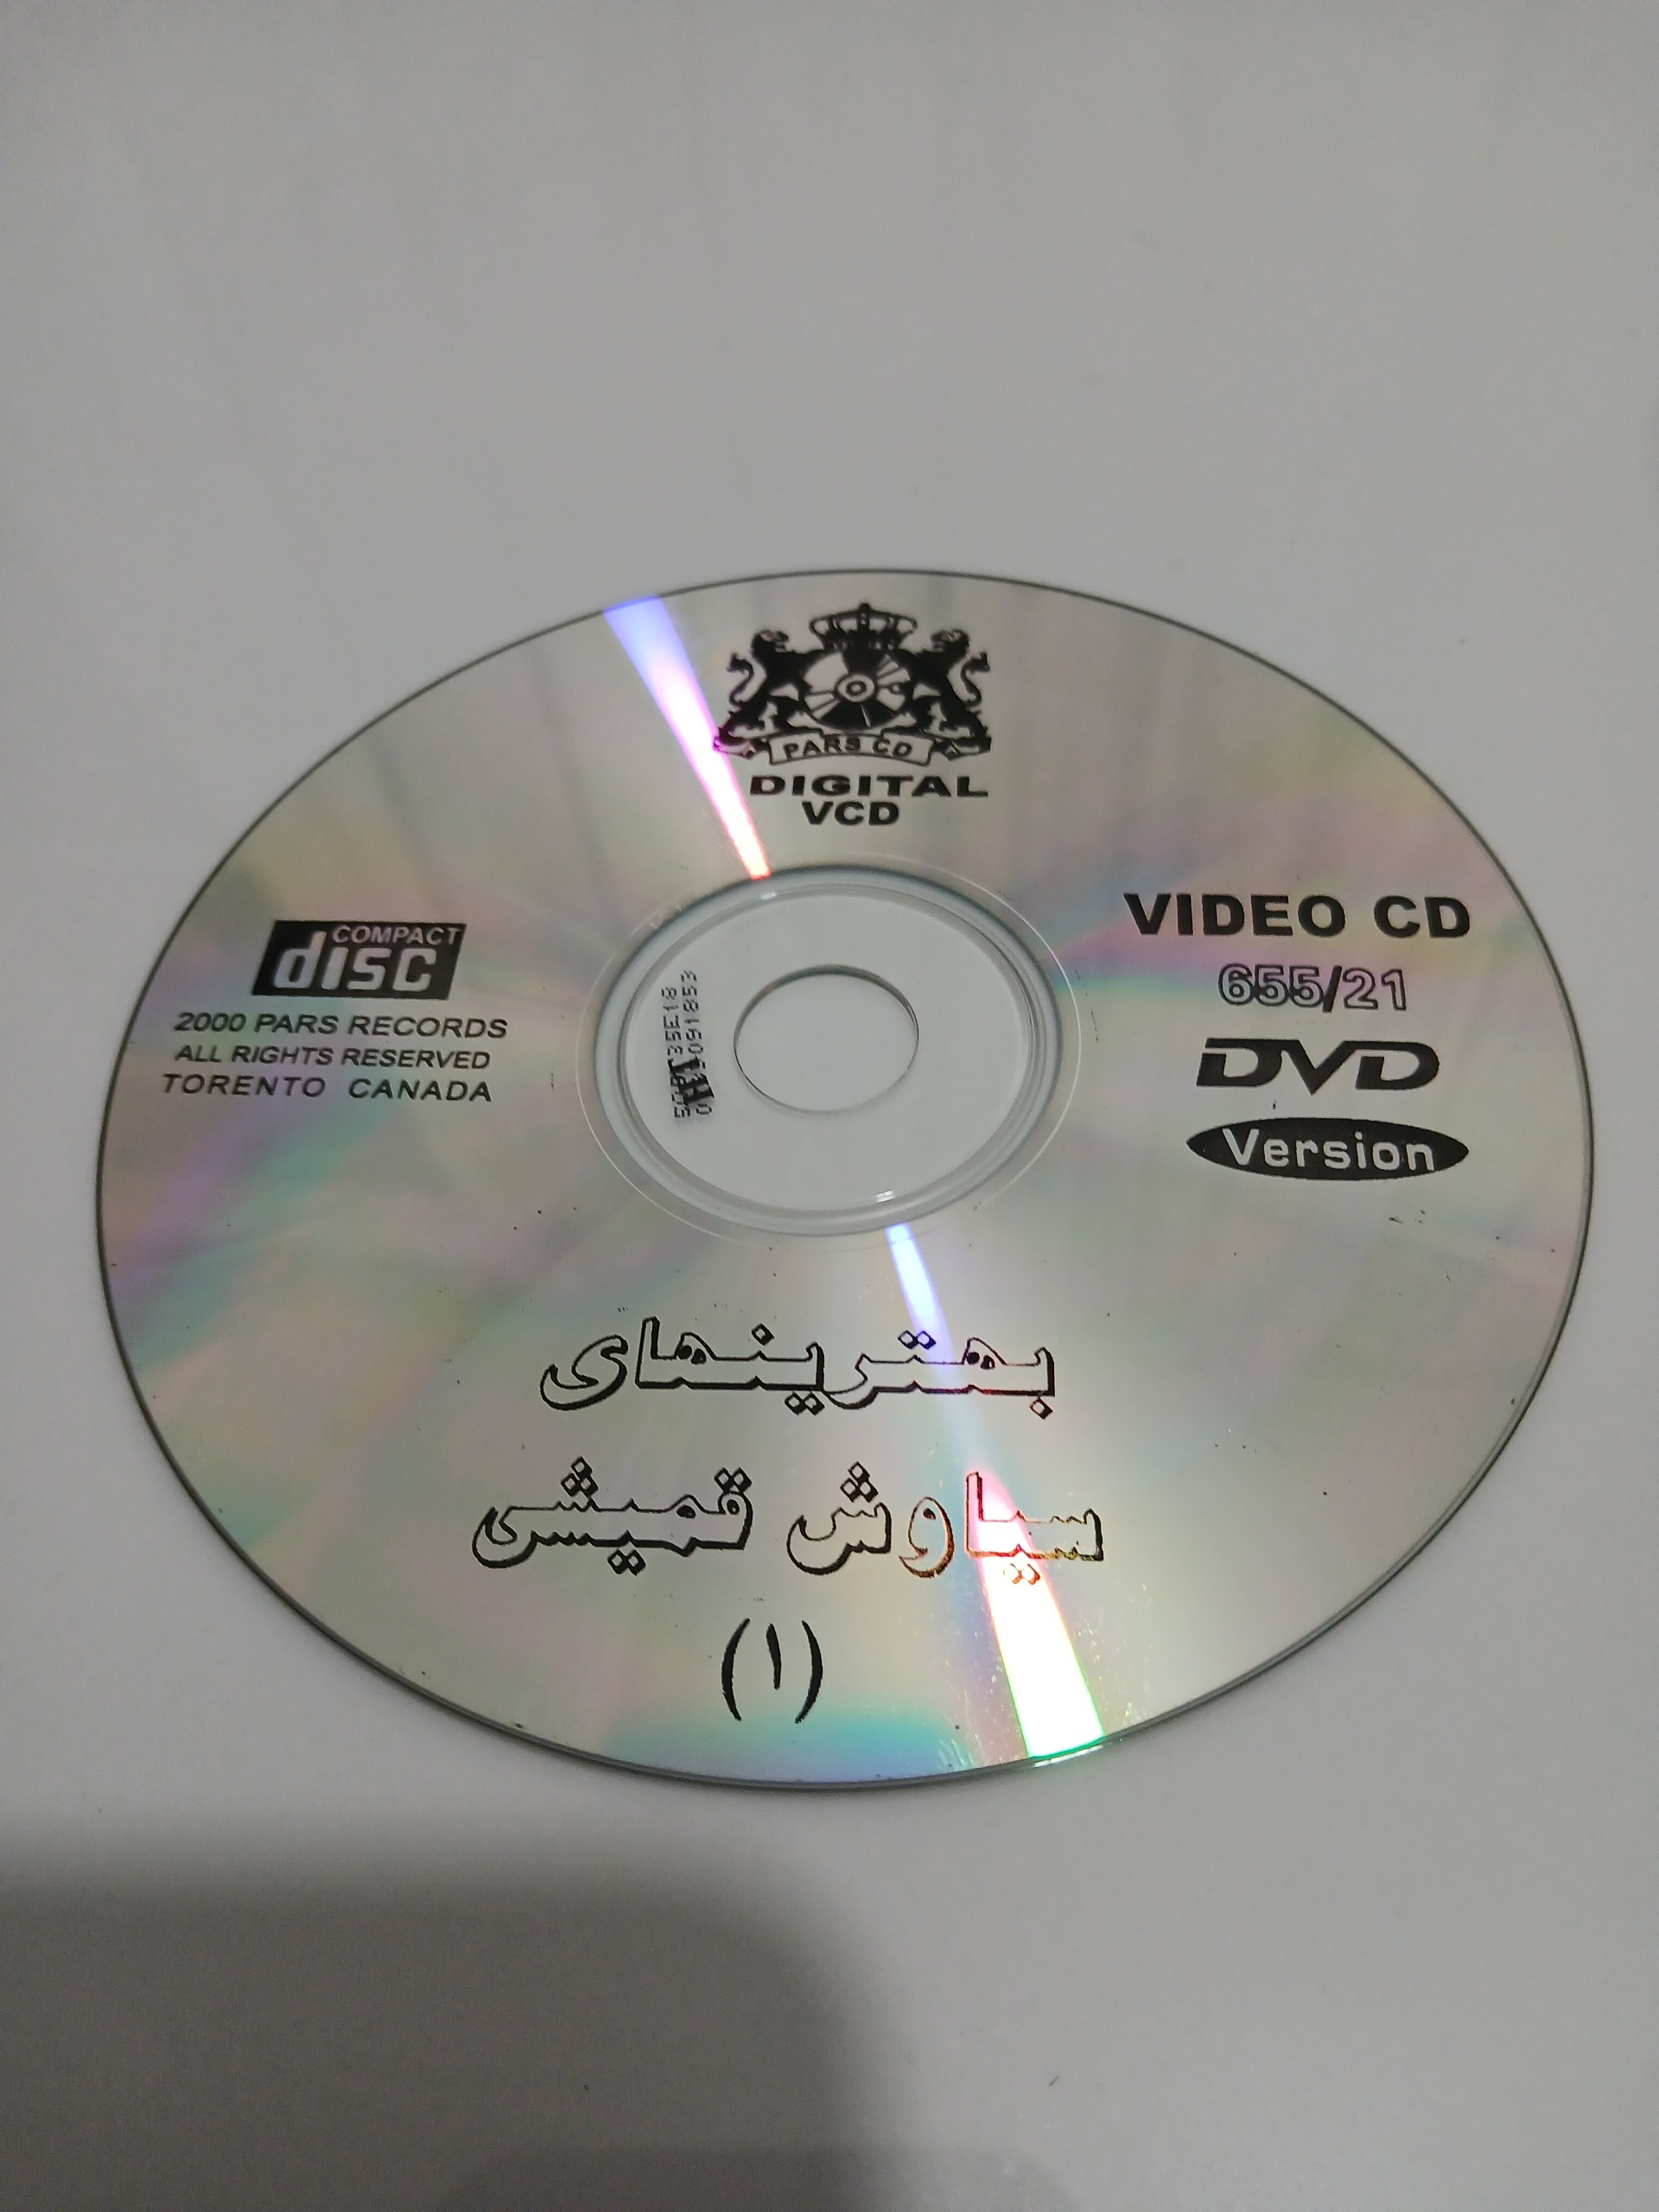 PARS CD
DIGITAL
VCD
COMPACT
disc
2000 PARS RECORDS
ALL RIGHTS RESERVED
TORENTO CANADA
VIDEO CD
655/21
DVD
Version
بهترینهای
سیاوش قمیشی
(۱)